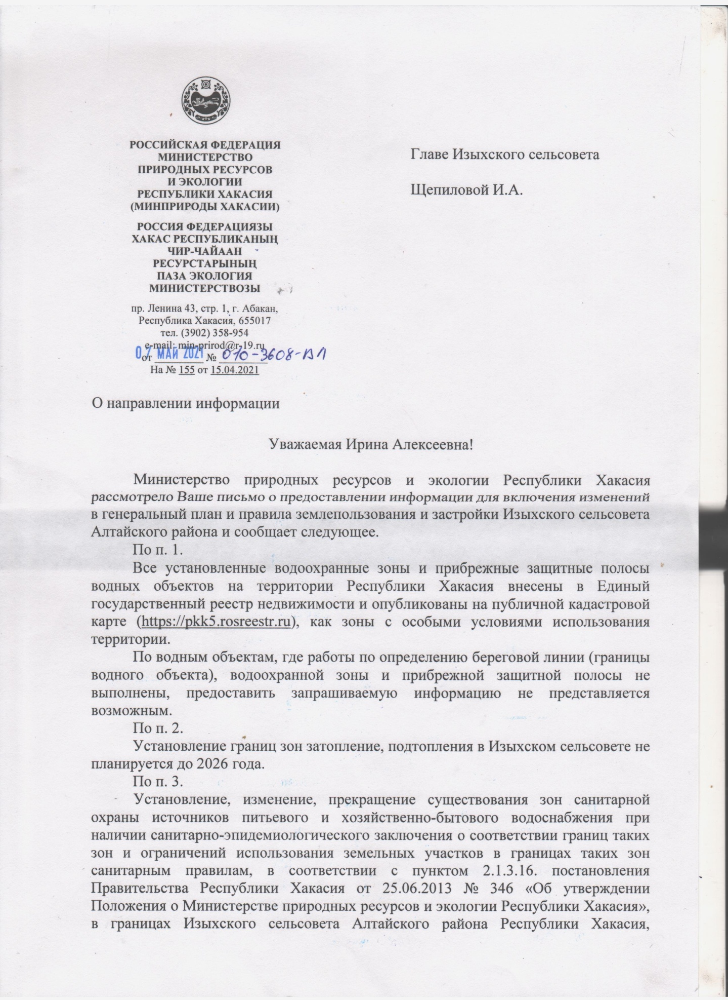 РОССИЙСКАЯ ФЕДЕРАЦИЯ
МИНИСТЕРСТВО
ПРИРОДНЫХ РЕСУРСОВ
И ЭКОЛОГИИ
РЕСПУБЛИКИ ХАКАСИЯ
(МИНПРИРОДЫ ХАКАСИИ)
РОССИЯ ФЕДЕРАЦИЯЗЫ
ХАКАС РЕСПУБЛИКАНЫҢ
ЧИР-ЧАЙААН
РЕСУРСТАРЫНЫҢ
ПАЗА ЭКОЛОГИЯ
МИНИСТЕРСТВОЗЫ
пр. Ленина 43, стр. 1, г. Абакан,
Республика Хакасия, 655017
тел. (3902) 358-954
e-mail: min-prirod@r-19.ru
от 07 МАЙ 2021 № 010-3608-ВЛ
На № 155 от 15.04.2021
Главе Изыхского сельсовета
Щепиловой И.А.
О направлении информации
Уважаемая Ирина Алексеевна!
Министерство природных ресурсов и экологии Республики Хакасия
рассмотрело Ваше письмо о предоставлении информации для включения изменений
в генеральный план и правила землепользования и застройки Изыхского сельсовета
Алтайского района и сообщает следующее.
По п. 1.
Все установленные водоохранные зоны и прибрежные защитные полосы
водных объектов на территории Республики Хакасия внесены в Единый
государственный реестр недвижимости и опубликованы на публичной кадастровой
карте (https://pkk5.rosreestr.ru), как зоны с особыми условиями использования
территории.
По водным объектам, где работы по определению береговой линии (границы
водного объекта), водоохранной зоны и прибрежной защитной полосы не
выполнены, предоставить запрашиваемую информацию не представляется
возможным.
По п. 2.
Установление границ зон затопление, подтопления в Изыхском сельсовете не
планируется до 2026 года.
По п. 3.
Установление, изменение, прекращение существования зон санитарной
охраны источников питьевого и хозяйственно-бытового водоснабжения при
наличии санитарно-эпидемиологического заключения о соответствии границ таких
зон и ограничений использования земельных участков в границах таких зон
санитарным правилам, в соответствии с пунктом 2.1.3.16. постановления
Правительства Республики Хакасия от 25.06.2013 № 346 «Об утверждении
Положения о Министерстве природных ресурсов и экологии Республики Хакасия»,
в границах Изыхского сельсовета Алтайского района Республики Хакасия,